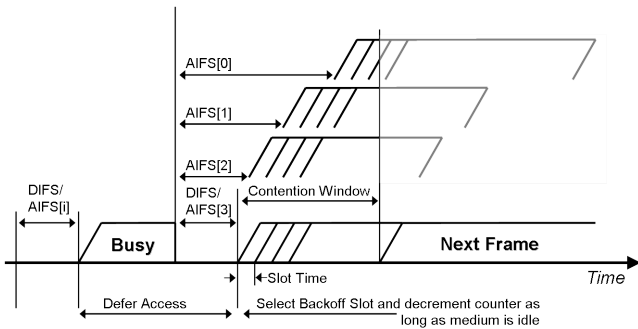 AIFS[0]
AIFS[1]
AIFS[2]
DIFS/
AIFS[i]
DIFS/
AIFS[3]
Contention Window
Busy
Next Frame
Slot Time
Time
Defer Access
Select Backoff Slot and decrement counter as
long as medium is idle